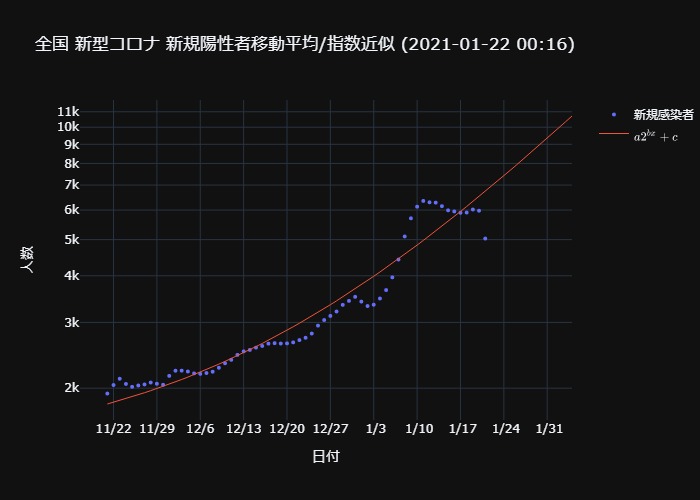 全国 新型コロナ 新規陽性者移動平均/指数近似 (2021-01-22 00:16)
11k
10k
9k
8k
7k
6k
5k
4k
3k
2k
人数
11/22 11/29 12/6 12/13 12/20 12/27 1/3 1/10 1/17 1/24 1/31
日付
新規感染者
a2^{bx} + c